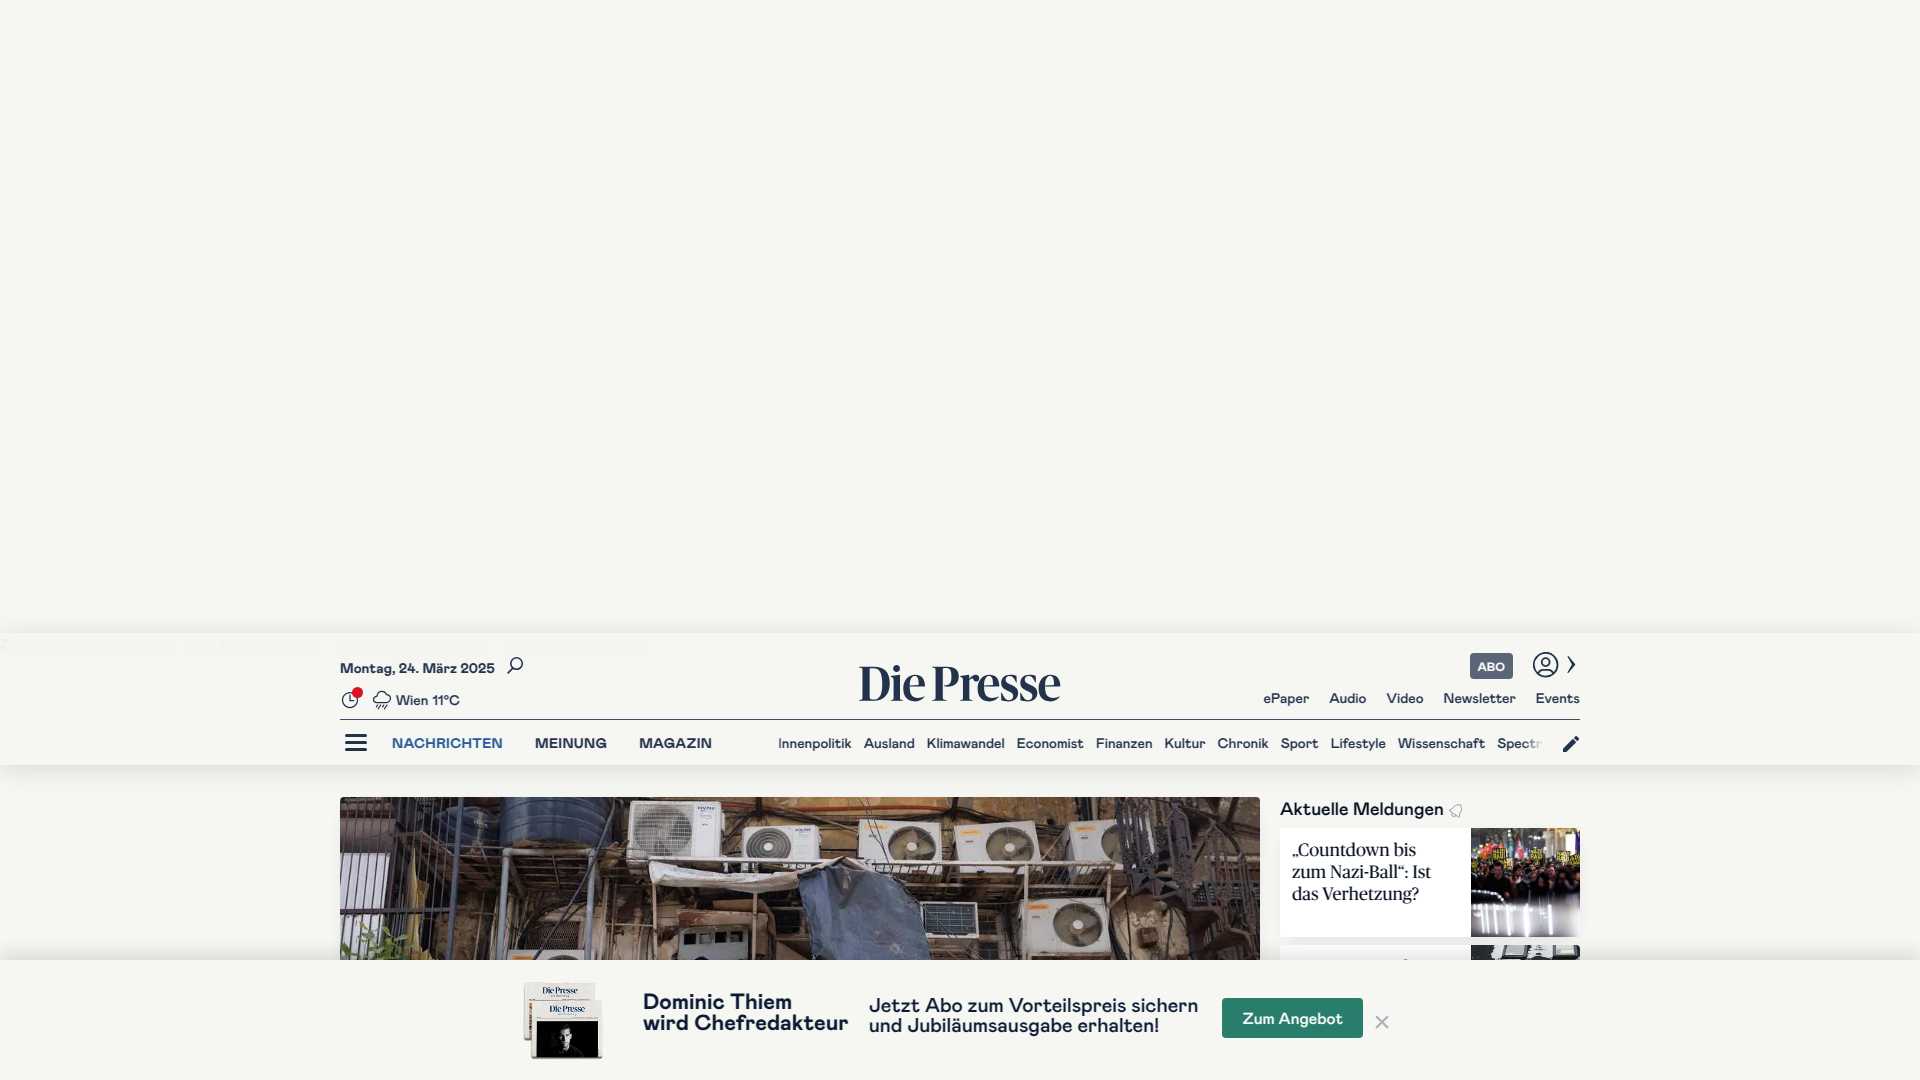 Montag, 24. März 2025
Wien 11°C
Die Presse
ABO
ePaper Audio Video Newsletter Events
NACHRICHTEN MEINUNG MAGAZIN
Innenpolitik Ausland Klimawandel Economist Finanzen Kultur Chronik Sport Lifestyle Wissenschaft Spectr
Aktuelle Meldungen
„Countdown bis
zum Nazi-Ball“: Ist
das Verhetzung?
Die Presse
Die Presse
Dominic Thiem
wird Chefredakteur
Jetzt Abo zum Vorteilspreis sichern
und Jubiläumsausgabe erhalten!
Zum Angebot